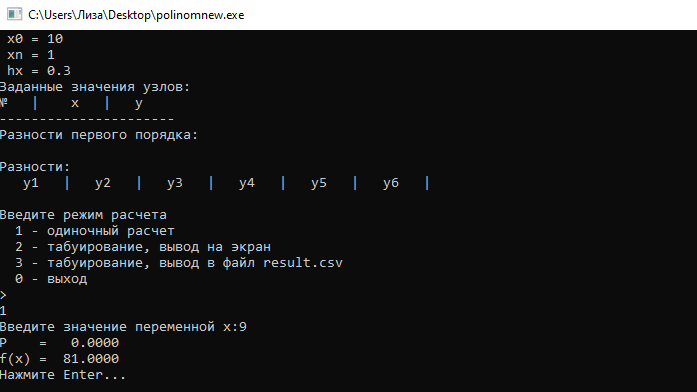 C:\Users\Лиза\Desktop\polinomnew.exe
x0 = 10
xn = 1
hx = 0.3
Заданные значения узлов:
№ | x | y
----------------------
Разности первого порядка:
Разности:
y1 | y2 | y3 | y4 | y5 | y6 |
Введите режим расчета
1 - одиночный расчет
2 - табуирование, вывод на экран
3 - табуирование, вывод в файл result.csv
0 - выход
>
1
Введите значение переменной x:9
P = 0.0000
f(x) = 81.0000
Нажмите Enter...